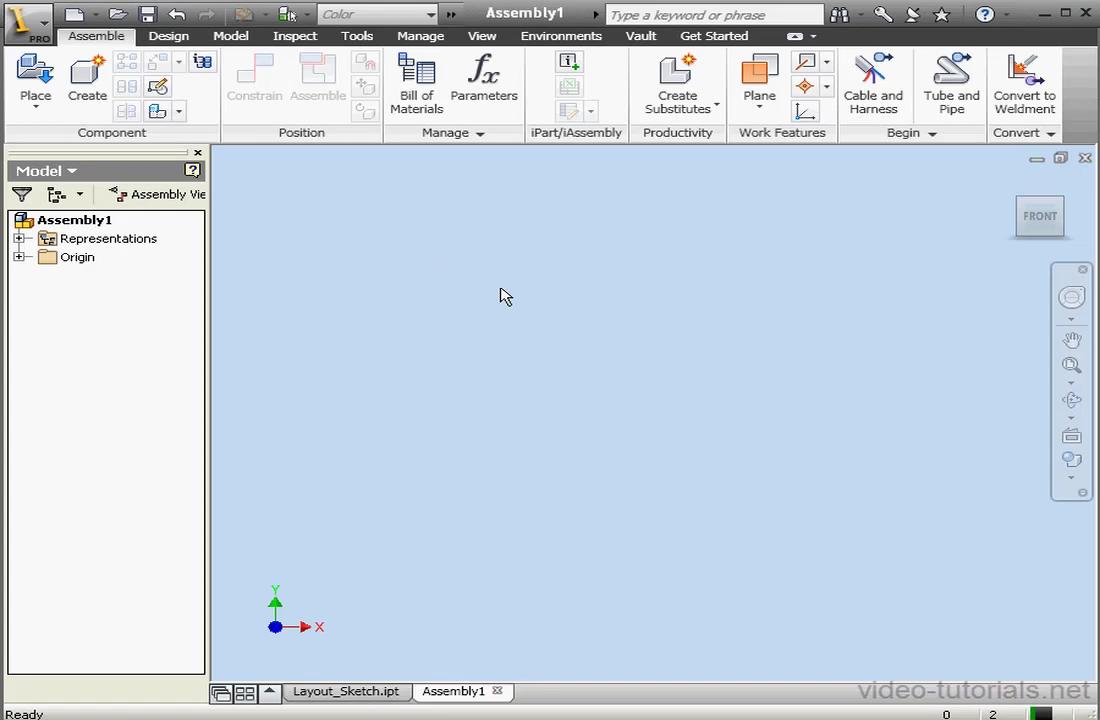 Color
Assembly1
Type a keyword or phrase
PRO
Assemble
Design
Model
Inspect
Tools
Manage
View
Environments
Vault
Get Started
Place
Create
Constrain
Assemble
Bill of
Materials
fx
Parameters
Create
Substitutes
Plane
Cable and
Harness
Tube and
Pipe
Convert to
Weldment
Component
Position
Manage
iPart/iAssembly
Productivity
Work Features
Begin
Convert
Model
Assembly Vie
Assembly1
Representations
Origin
FRONT
Y
X
Layout_Sketch.ipt
Assembly1
video-tutorials.net
Ready
0
2